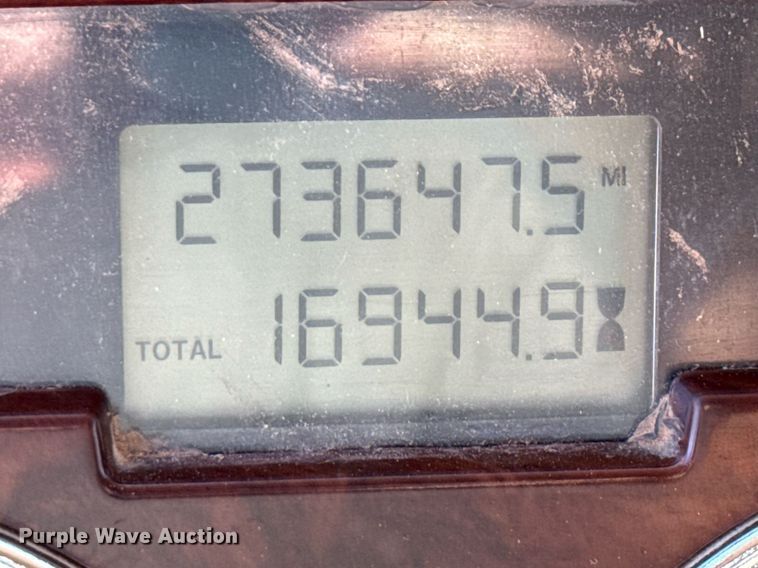 273647.5 MI
TOTAL 16944.9
Purple Wave Auction